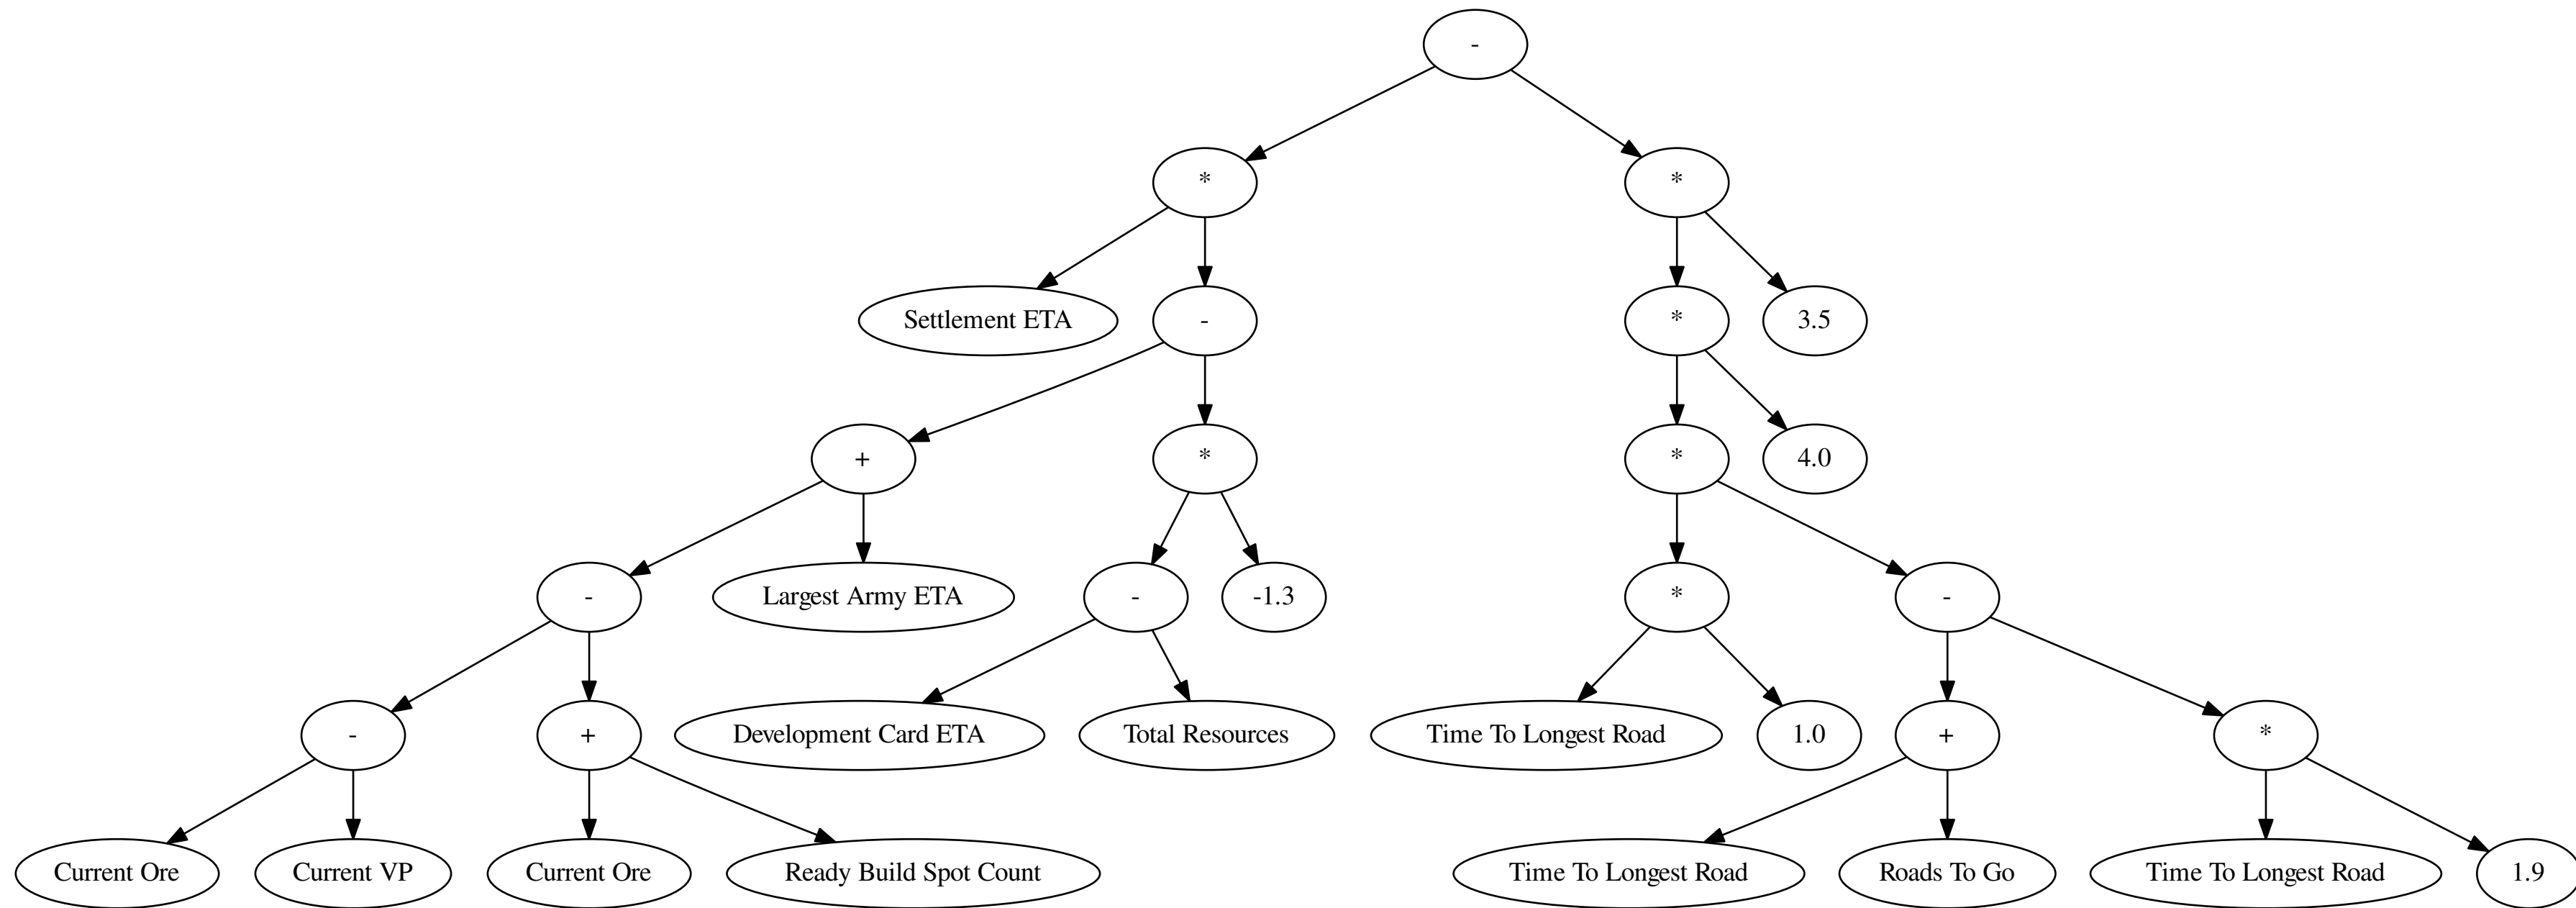 -
* *
Settlement ETA - * 3.5
+ * * 4.0
- Largest Army ETA - -1.3 * -
- + Development Card ETA Total Resources Time To Longest Road 1.0 + *
Current Ore Current VP Current Ore Ready Build Spot Count Time To Longest Road Roads To Go Time To Longest Road 1.9